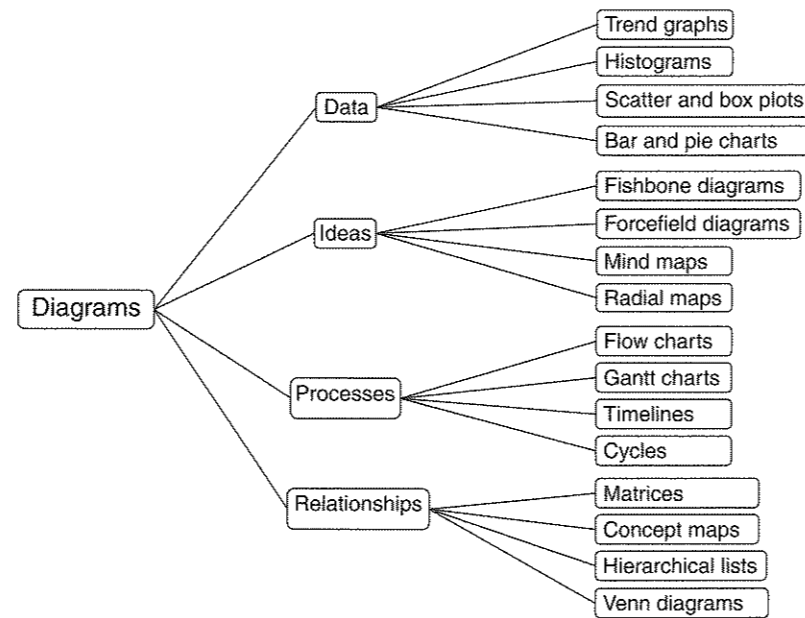 Diagrams
Data
Trend graphs
Histograms
Scatter and box plots
Bar and pie charts
Ideas
Fishbone diagrams
Forcefield diagrams
Mind maps
Radial maps
Processes
Flow charts
Gantt charts
Timelines
Cycles
Relationships
Matrices
Concept maps
Hierarchical lists
Venn diagrams